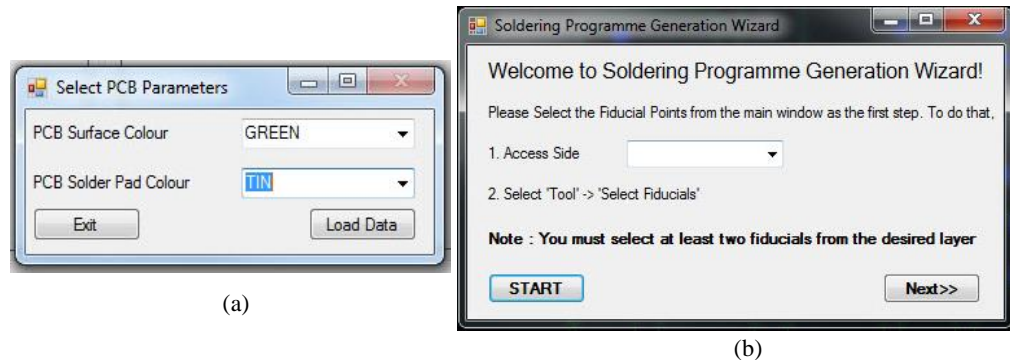 Select PCB Parameters
PCB Surface Colour GREEN
PCB Solder Pad Colour TIN
Exit Load Data
(a)
Soldering Programme Generation Wizard
Welcome to Soldering Programme Generation Wizard!
Please Select the Fiducial Points from the main window as the first step. To do that,
1. Access Side
2. Select 'Tool' -> 'Select Fiducials'
Note : You must select at least two fiducials from the desired layer
START Next>>
(b)